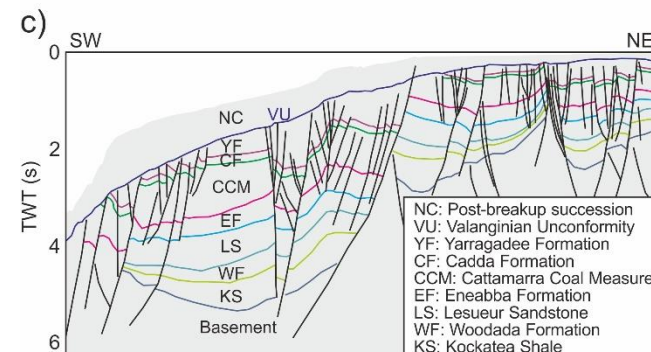 c)
SW
NE
0
NC
VU
YF
CF
2
CCM
TWT (s)
EF
4
LS
WF
KS
Basement
6
NC: Post-breakup succession
VU: Valanginian Unconformity
YF: Yarragadee Formation
CF: Cadda Formation
CCM: Cattamarra Coal Measure
EF: Eneabba Formation
LS: Lesueur Sandstone
WF: Woodada Formation
KS: Kockatea Shale